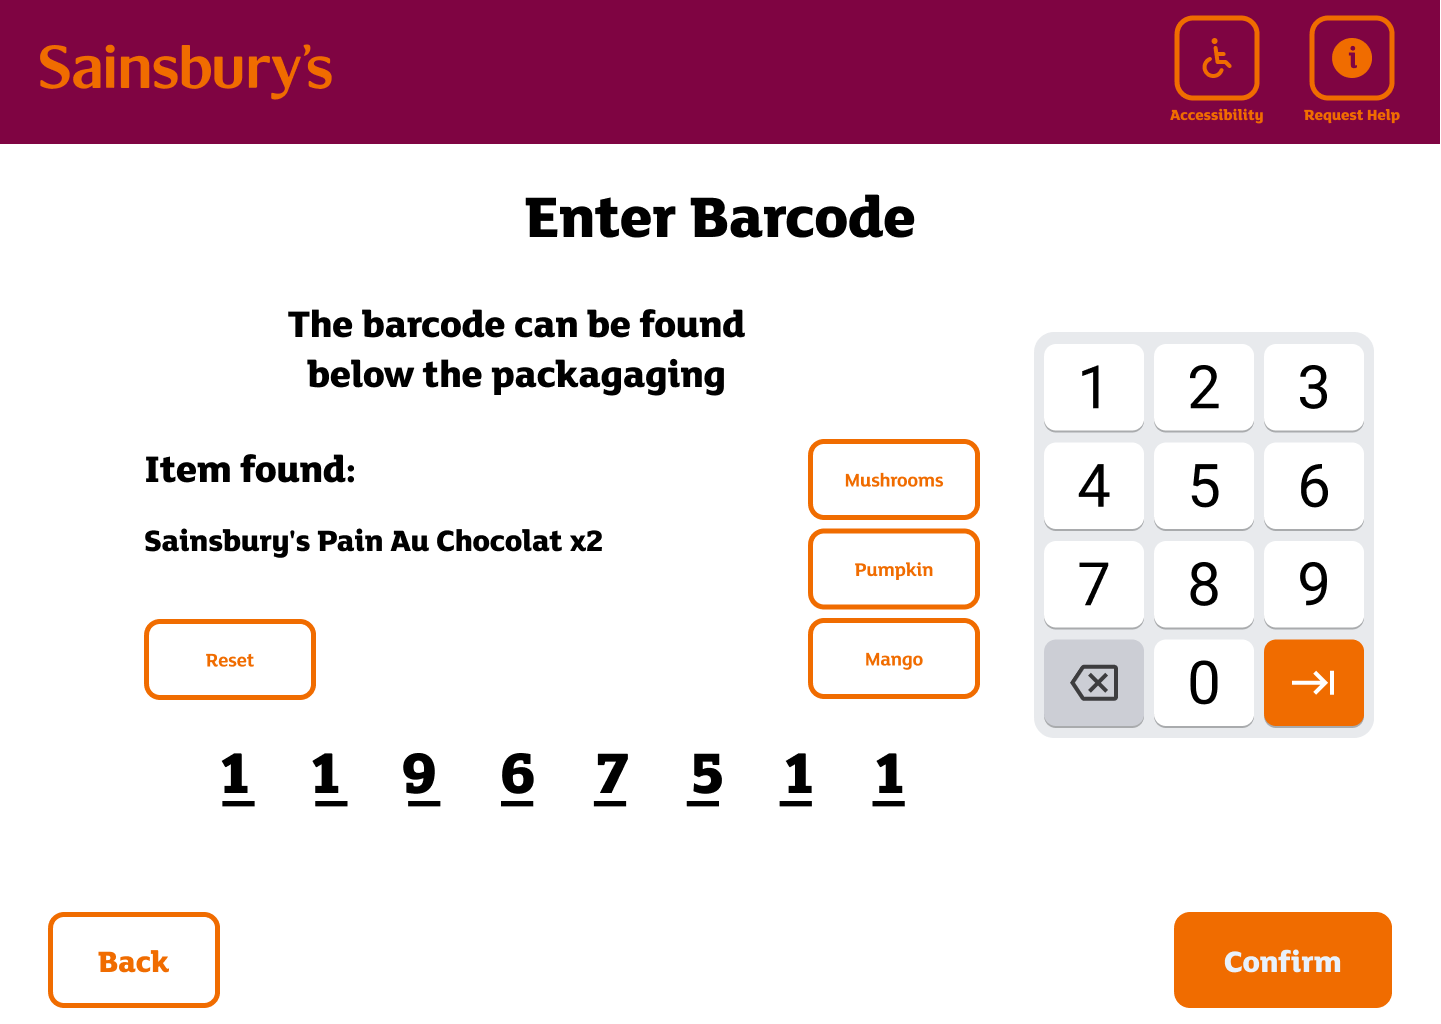 Sainsbury's
Accessibility
Request Help
Enter Barcode
The barcode can be found
below the packagaging
Item found:
Sainsbury's Pain Au Chocolat x2
Reset
Mushrooms
Pumpkin
Mango
1 2 3
4 5 6
7 8 9
0
1 1 9 6 7 5 1 1
Back
Confirm